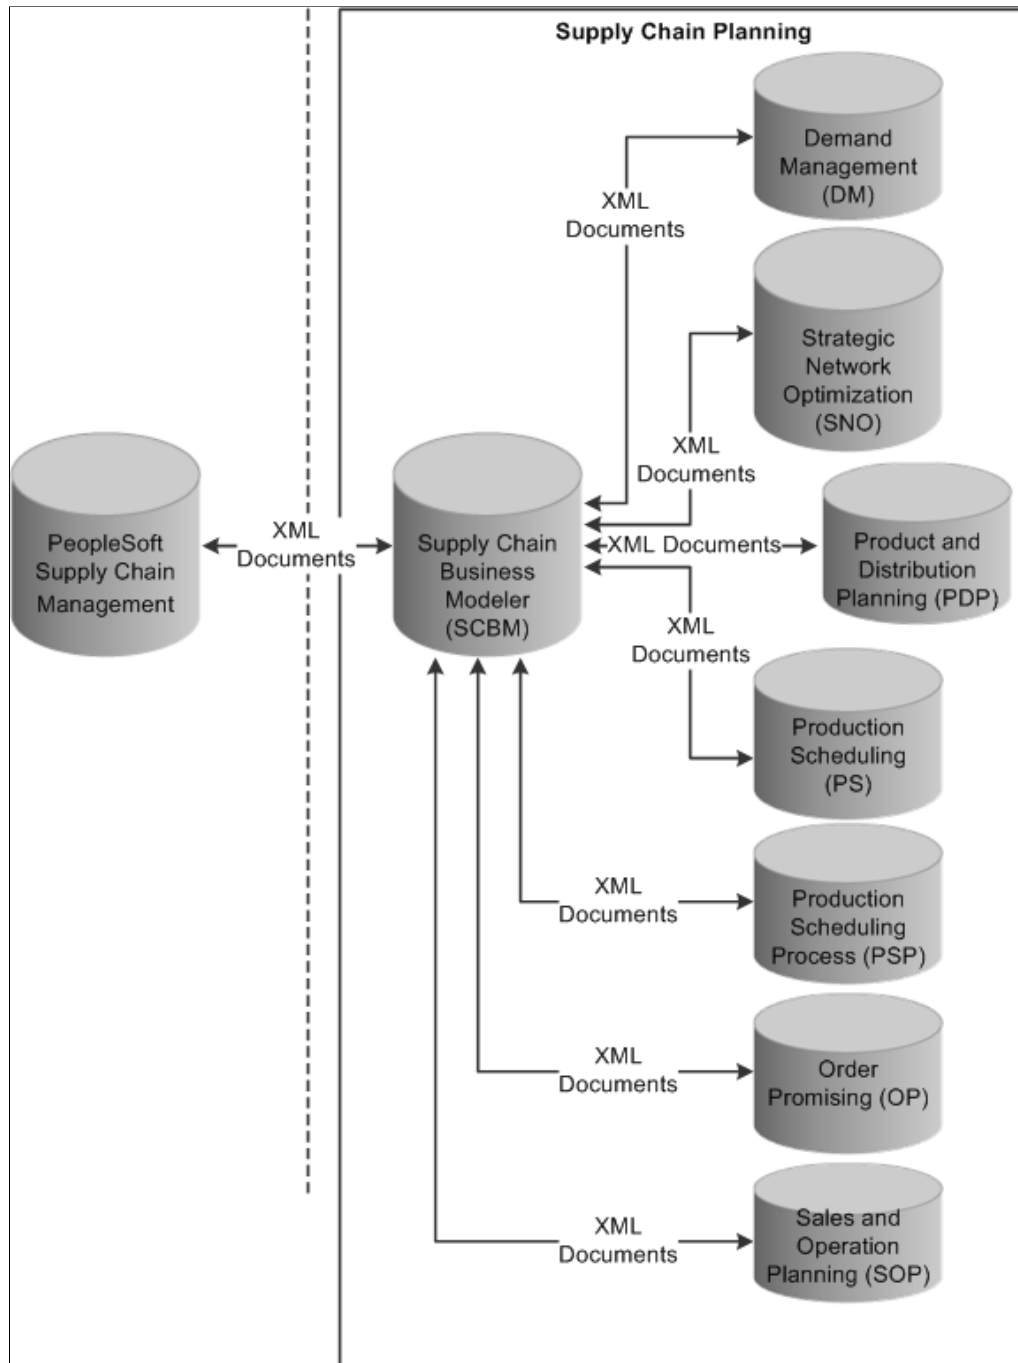 Supply Chain Planning
Demand
Management
(DM)
XML
Documents
Strategic
Network
Optimization
(SNO)
XML
Documents
PeopleSoft
Supply Chain
Management
XML
Documents
Supply Chain
Business
Modeler
(SCBM)
XML Documents
Product and
Distribution
Planning (PDP)
XML
Documents
Production
Scheduling
(PS)
XML
Documents
Production
Scheduling
Process (PSP)
XML
Documents
Order
Promising (OP)
XML
Documents
Sales and
Operation
Planning (SOP)